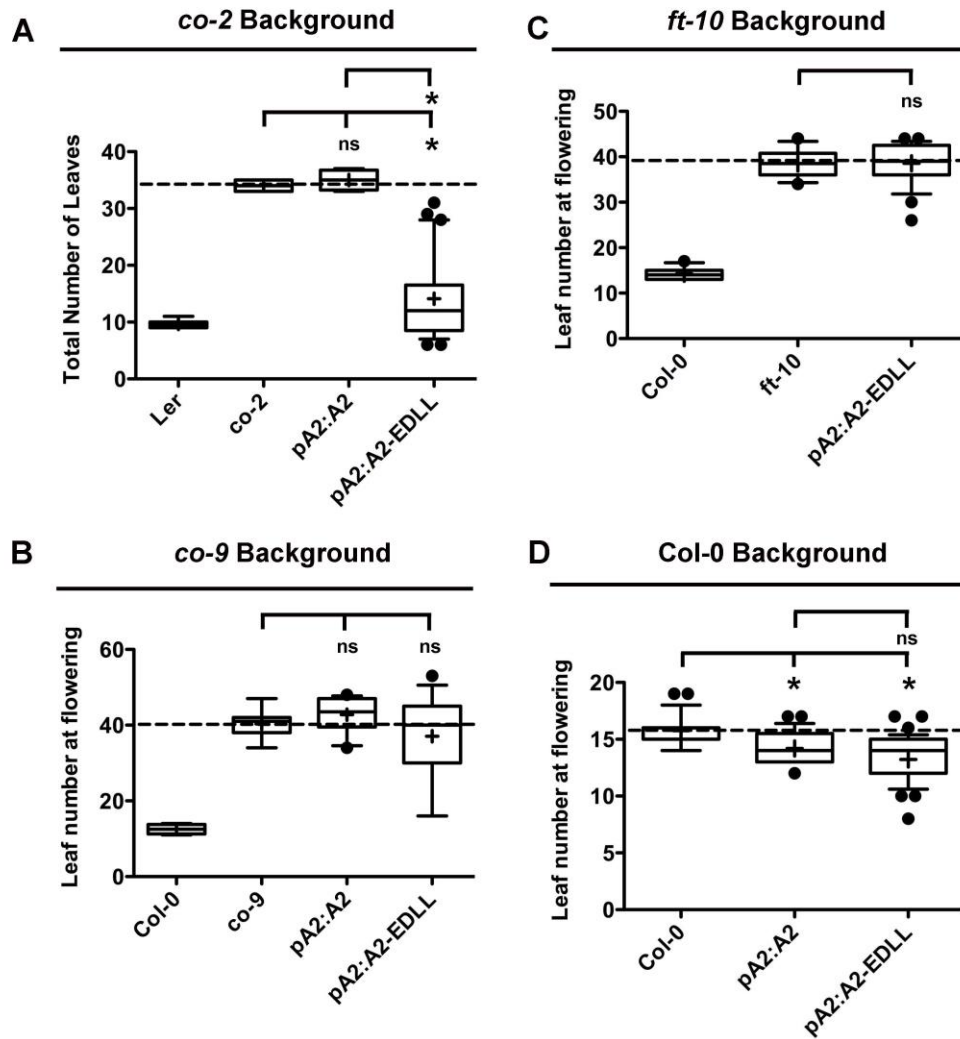 A
co-2 Background
*
ns
*
Total Number of Leaves
40
30
20
10
0
Ler
co-2
pA2:A2
pA2:A2-EDLL
B
co-9 Background
ns
ns
Leaf number at flowering
60
40
20
0
Col-0
co-9
pA2:A2
pA2:A2-EDLL
C
ft-10 Background
ns
Leaf number at flowering
50
40
30
20
10
0
Col-0
ft-10
pA2:A2-EDLL
D
Col-0 Background
ns
*
*
Leaf number at flowering
20
15
10
5
0
Col-0
pA2:A2
pA2:A2-EDLL